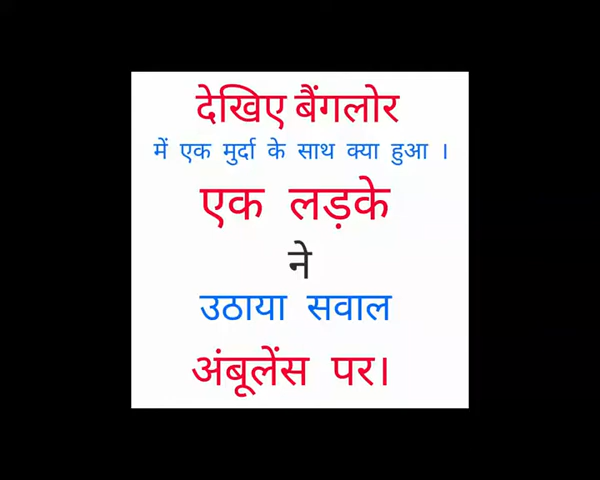 देखिए बैंगलोर
में एक मुर्दा के साथ क्या हुआ ।
एक लड़के
ने
उठाया सवाल
अंबूलेंस पर।